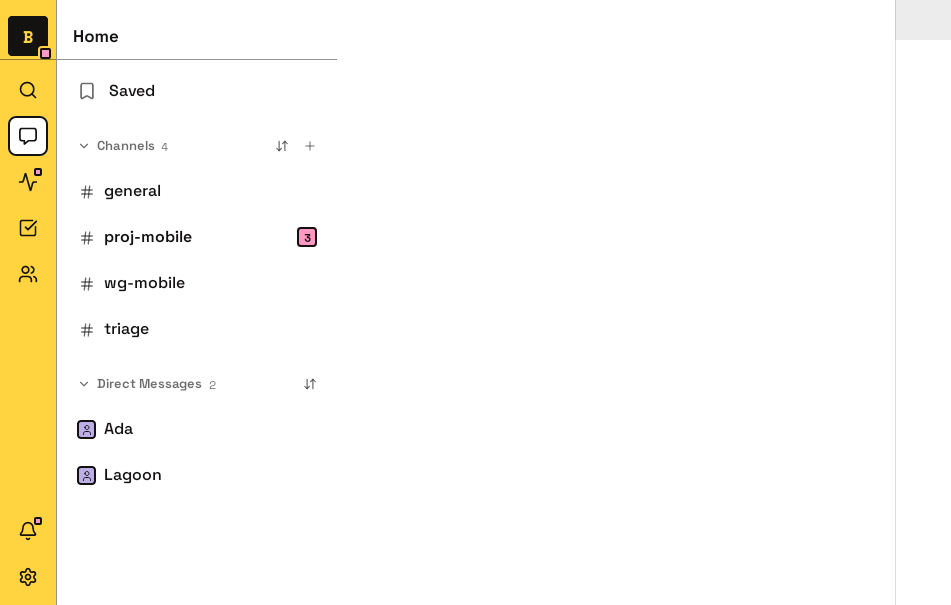 B
Home
Saved
Channels 4
general
proj-mobile 3
wg-mobile
triage
Direct Messages 2
Ada
Lagoon